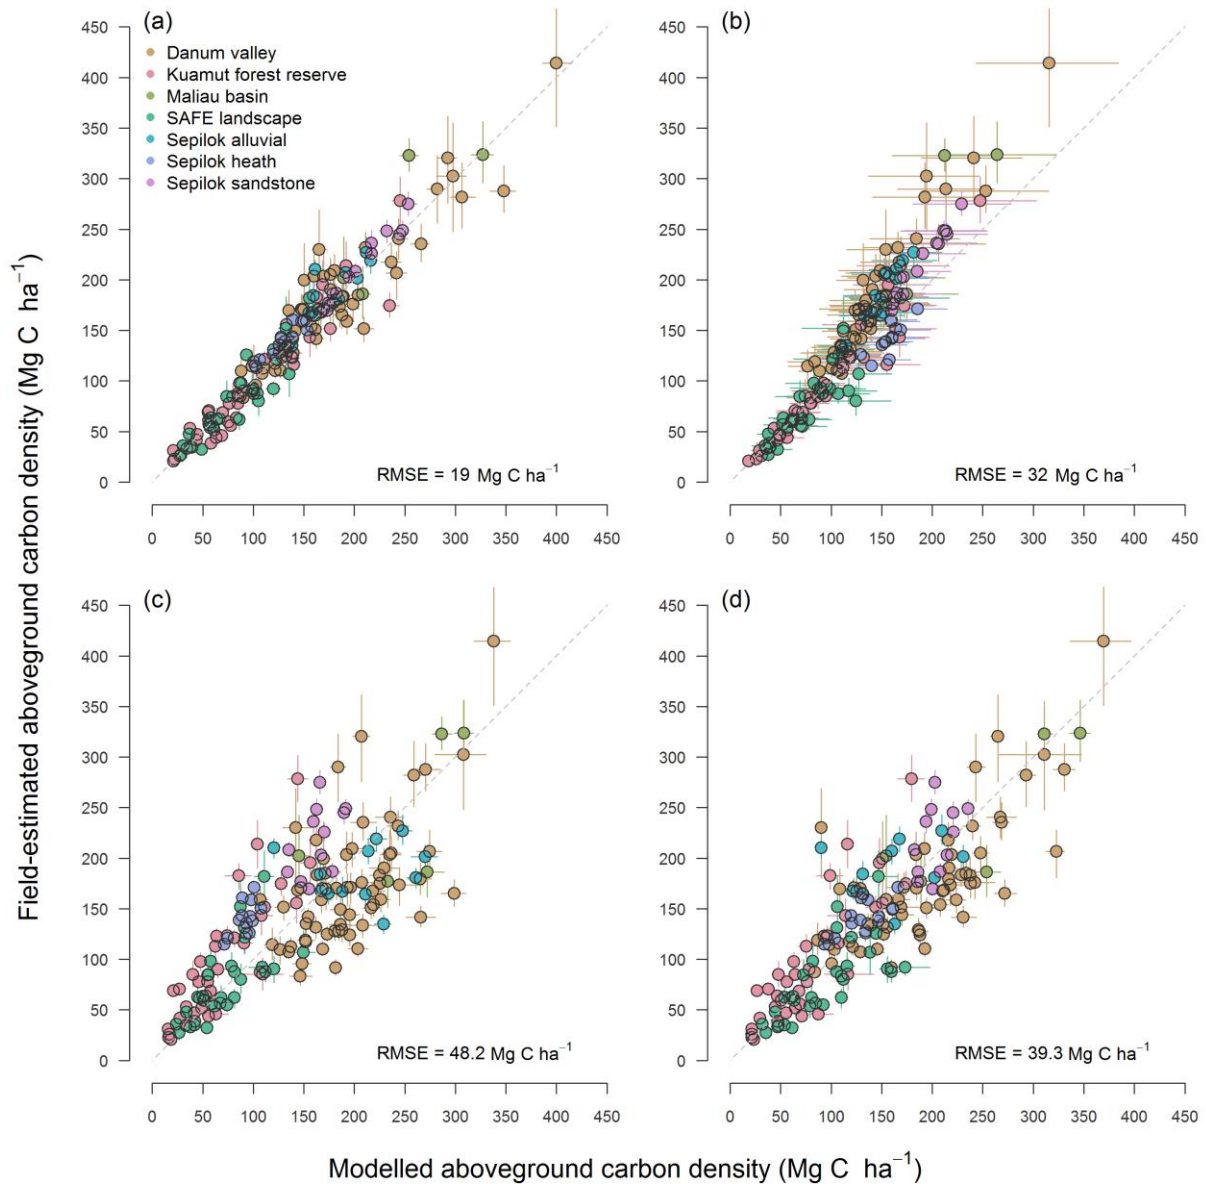 (a)
Danum valley
Kuamut forest reserve
Maliau basin
SAFE landscape
Sepilok alluvial
Sepilok heath
Sepilok sandstone
450
400
350
300
250
200
150
100
50
0
RMSE = 19 Mg C ha⁻¹
0 50 100 150 200 250 300 350 400 450
(b)
450
400
350
300
250
200
150
100
50
0
RMSE = 32 Mg C ha⁻¹
0 50 100 150 200 250 300 350 400 450
Field-estimated aboveground carbon density (Mg C ha⁻¹)
(c)
450
400
350
300
250
200
150
100
50
0
RMSE = 48.2 Mg C ha⁻¹
0 50 100 150 200 250 300 350 400 450
(d)
450
400
350
300
250
200
150
100
50
0
RMSE = 39.3 Mg C ha⁻¹
0 50 100 150 200 250 300 350 400 450
Modelled aboveground carbon density (Mg C ha⁻¹)